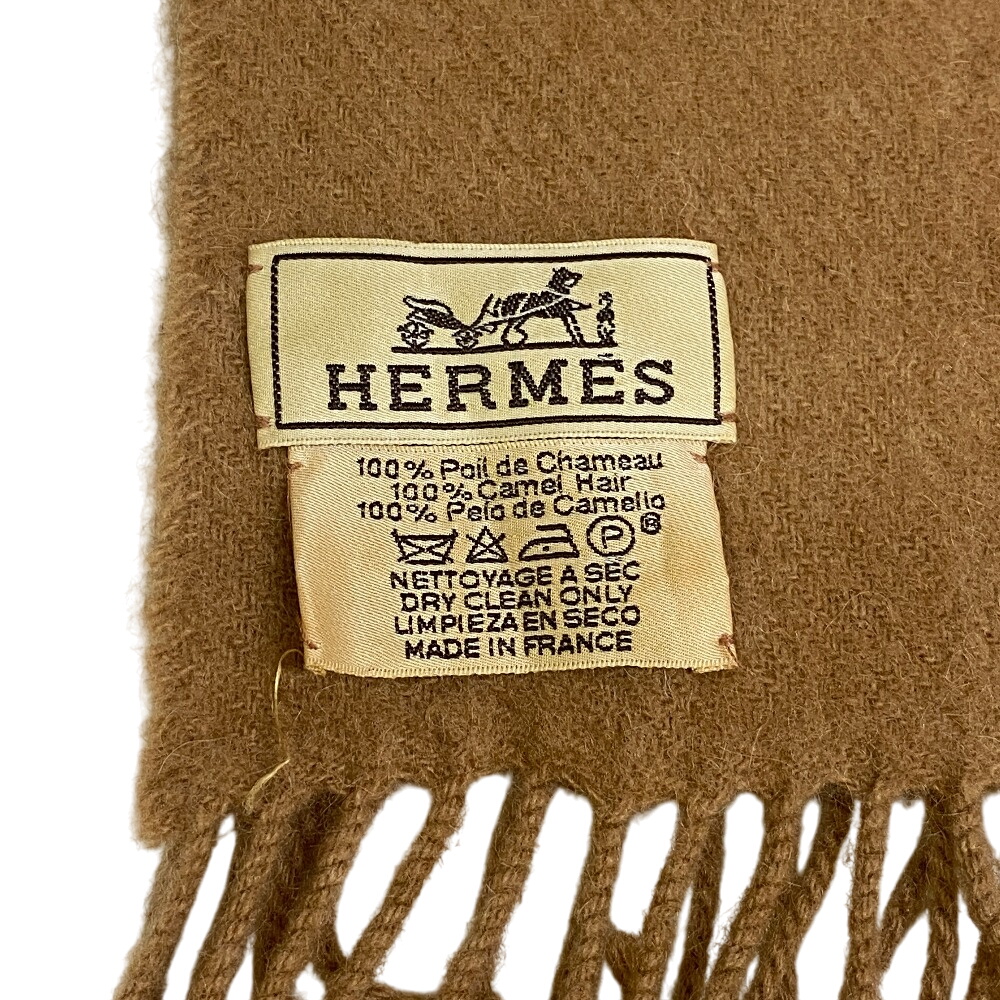 HERMÈS
100% Poil de Chameau
100% Camel Hair
100% Pelo de Camello
P®
NETTOYAGE A SEC
DRY CLEAN ONLY
LIMPIEZA EN SECO
MADE IN FRANCE